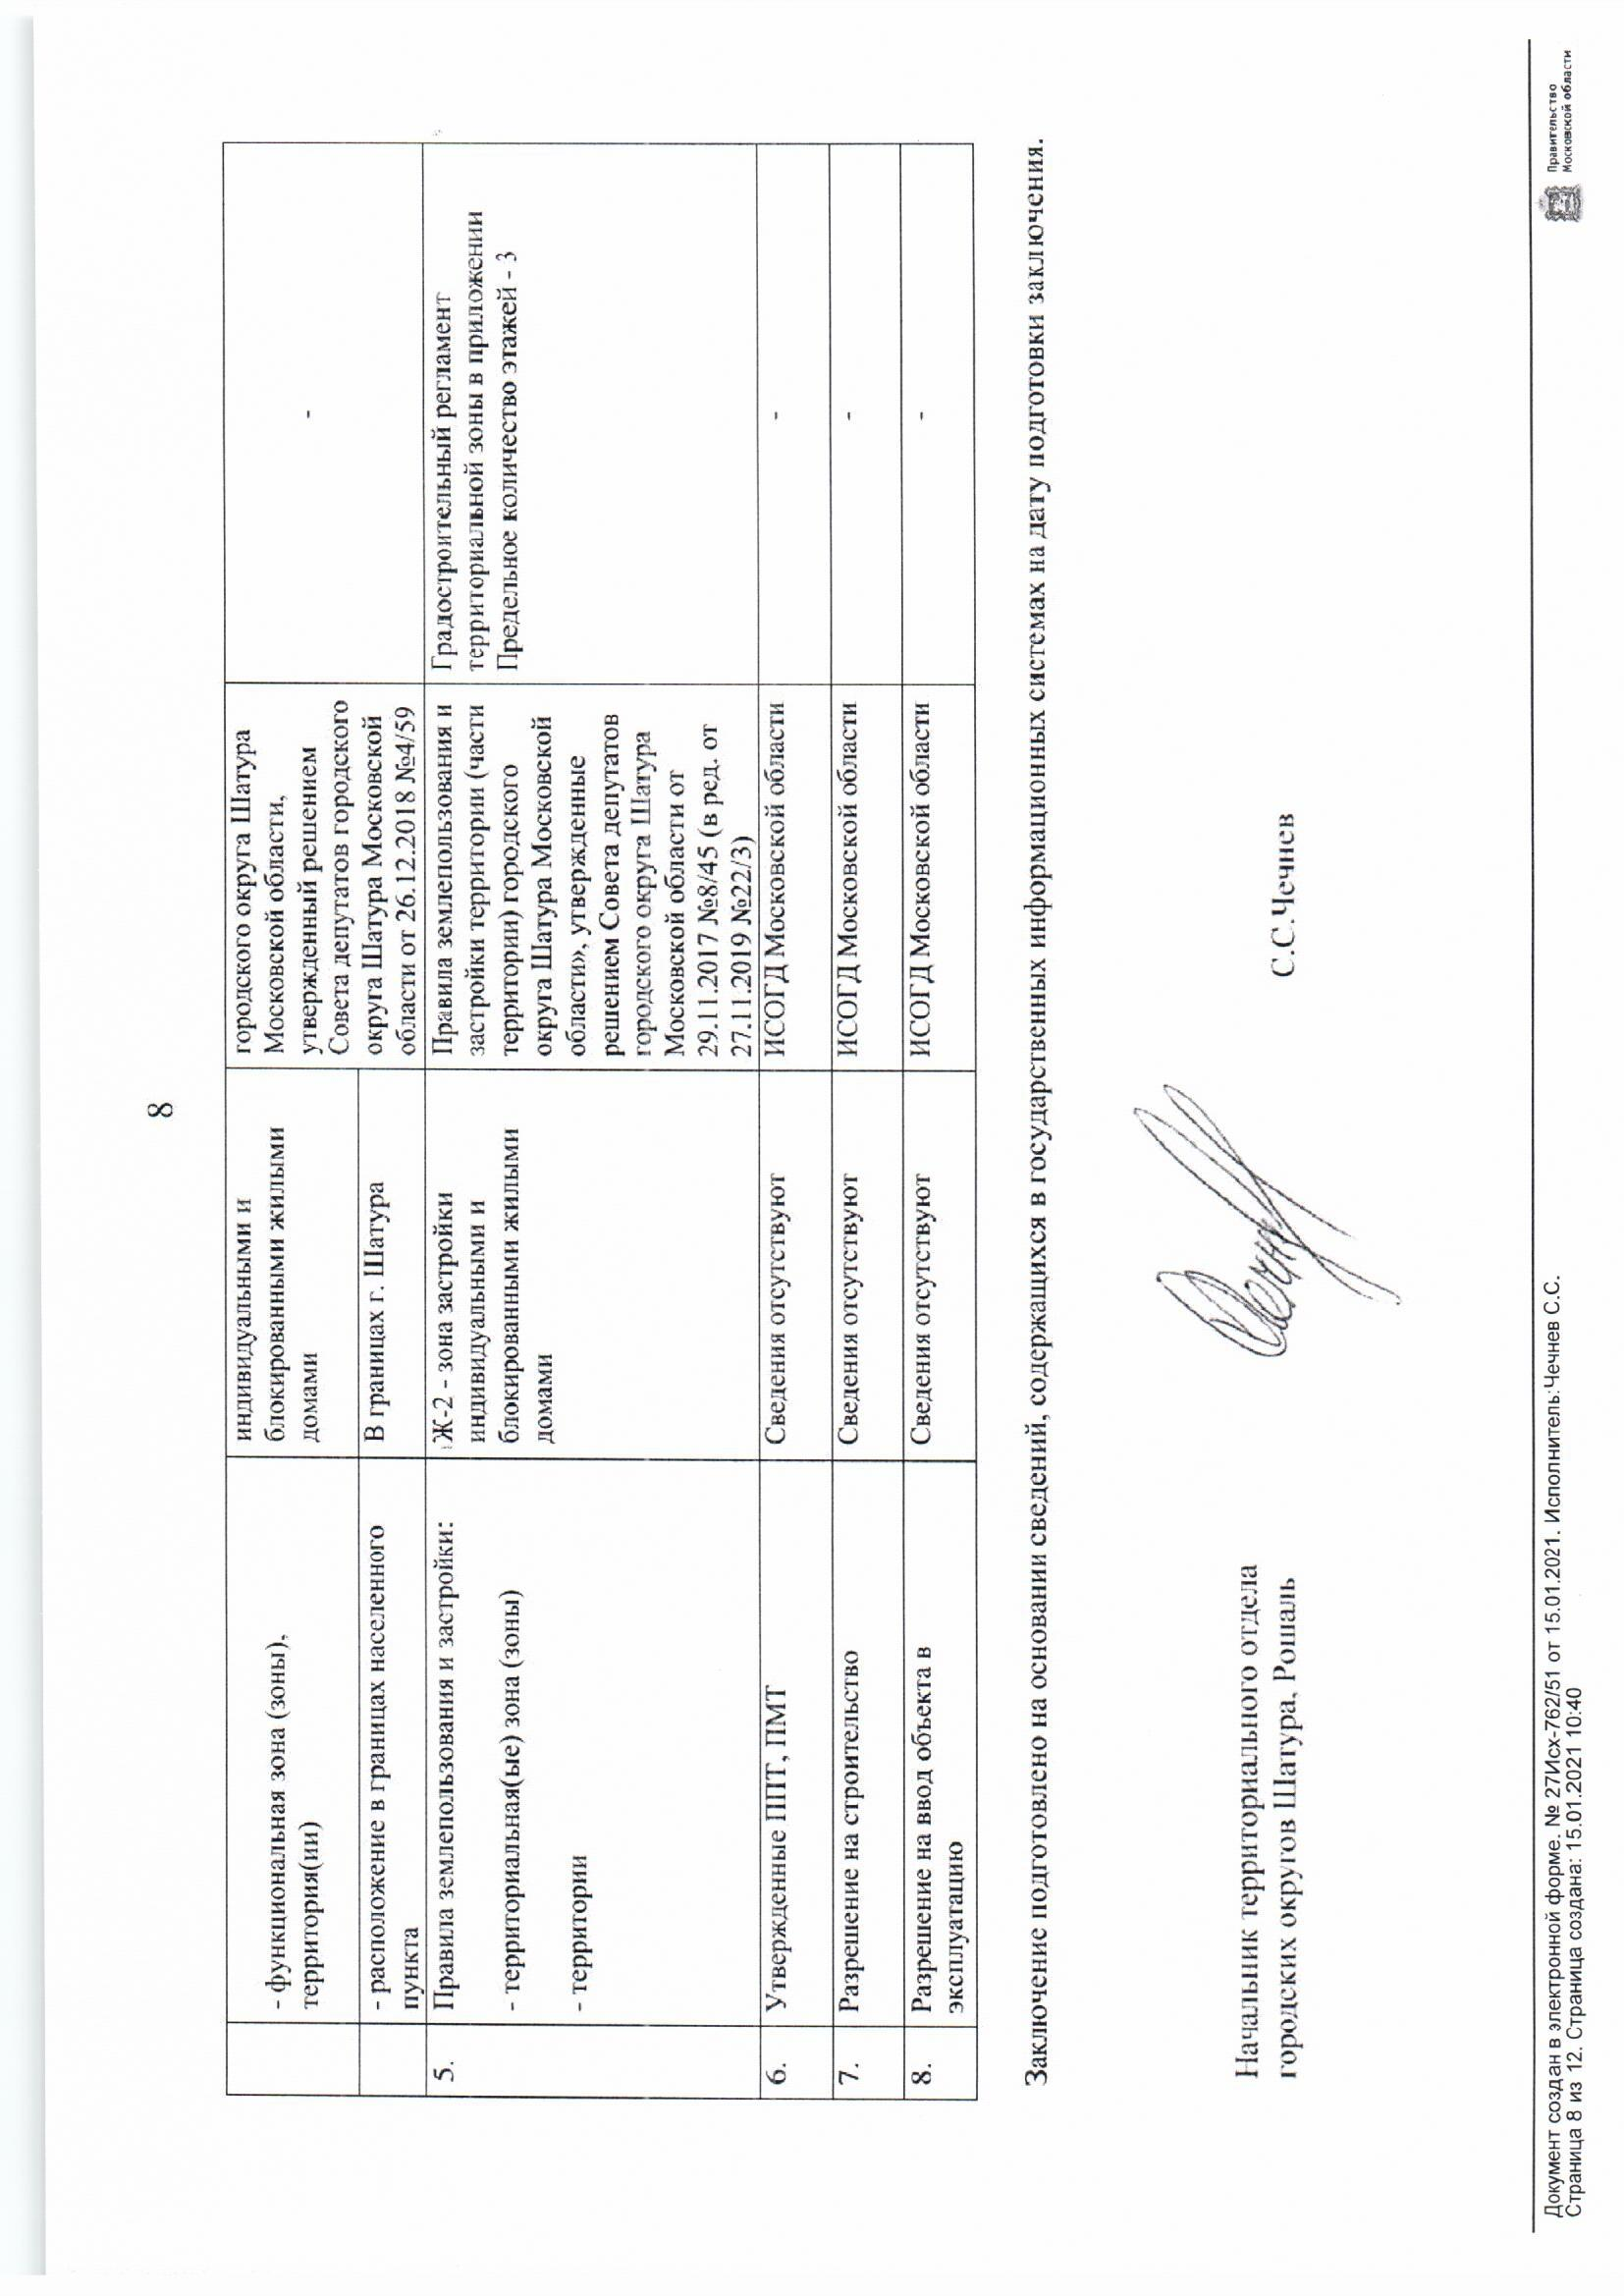 8
индивидуальными и
блокированными жилыми
домами
городского округа Шатура
Московской области,
утвержденный решением
Совета депутатов городского
округа Шатура Московской
области от 26.12.2018 №4/59
-
- функциональная зона (зоны),
территория(ии)
- расположение в границах населенного
пункта
В границах г. Шатура
5.
Правила землепользования и застройки:
- территориальная(ые) зона (зоны)
- территории
Ж-2 - зона застройки
индивидуальными и
блокированными жилыми
домами
Правила землепользования и
застройки территории (части
территории) городского
округа Шатура Московской
области», утвержденные
решением Совета депутатов
городского округа Шатура
Московской области от
29.11.2017 №8/45 (в ред. от
27.11.2019 №22/3)
Градостроительный регламент
территориальной зоны в приложении
Предельное количество этажей - 3
6.
Утвержденные ППТ, ПМТ
Сведения отсутствуют
ИСОГД Московской области
-
7.
Разрешение на строительство
Сведения отсутствуют
ИСОГД Московской области
-
8.
Разрешение на ввод объекта в
эксплуатацию
Сведения отсутствуют
ИСОГД Московской области
-
Заключение подготовлено на основании сведений, содержащихся в государственных информационных системах на дату подготовки заключения.
Начальник территориального отдела
городских округов Шатура, Рошаль
С.С.Чечнев
Документ создан в электронной форме. № 27Исх-762/51 от 15.01.2021. Исполнитель:Чечнев С.С.
Страница 8 из 12. Страница создана: 15.01.2021 10:40
Правительство
Московской области